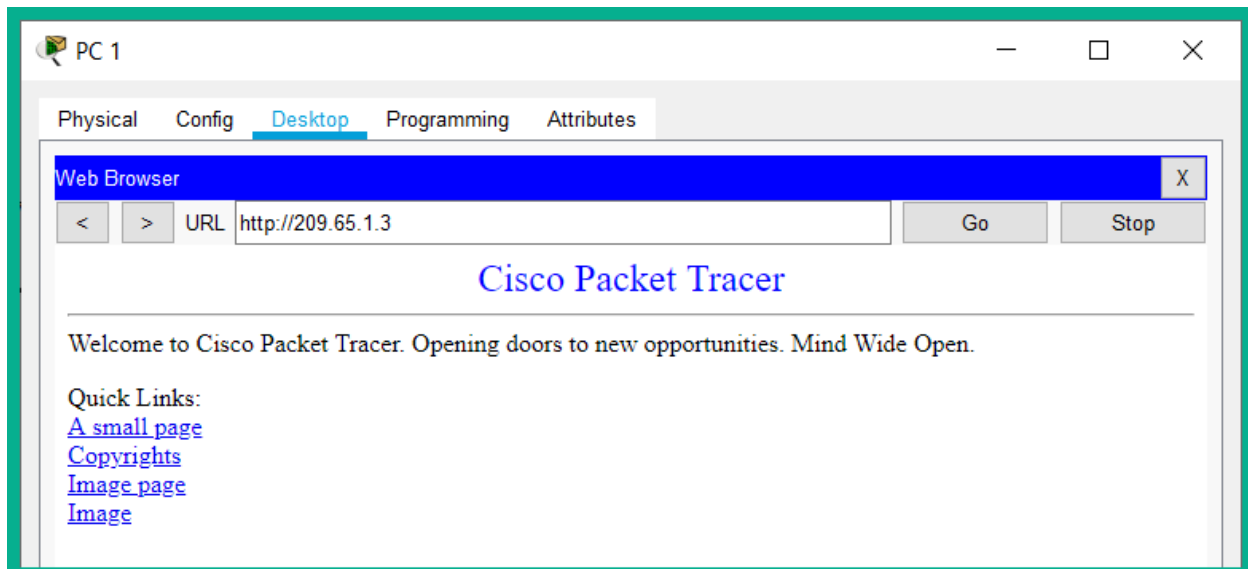 PC 1
Physical Config Desktop Programming Attributes
Web Browser X
< > URL http://209.65.1.3 Go Stop
Cisco Packet Tracer
Welcome to Cisco Packet Tracer. Opening doors to new opportunities. Mind Wide Open.
Quick Links:
A small page
Copyrights
Image page
Image